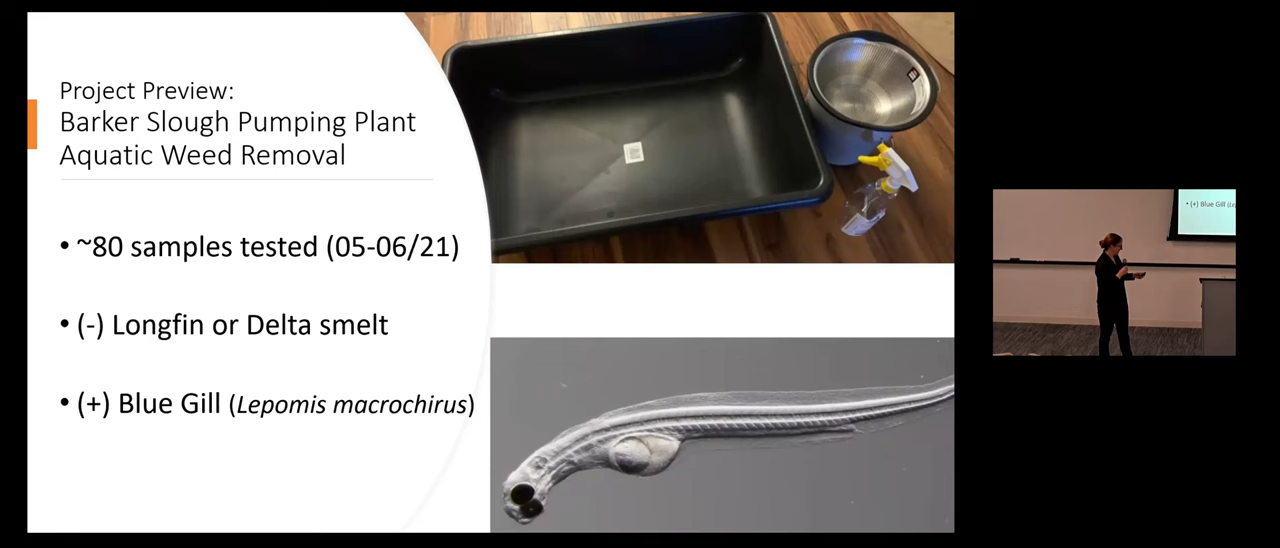 Project Preview:
Barker Slough Pumping Plant
Aquatic Weed Removal
• ~80 samples tested (05-06/21)
• (-) Longfin or Delta smelt
• (+) Blue Gill (Lepomis macrochirus)
• (+) Blue Gill (Le